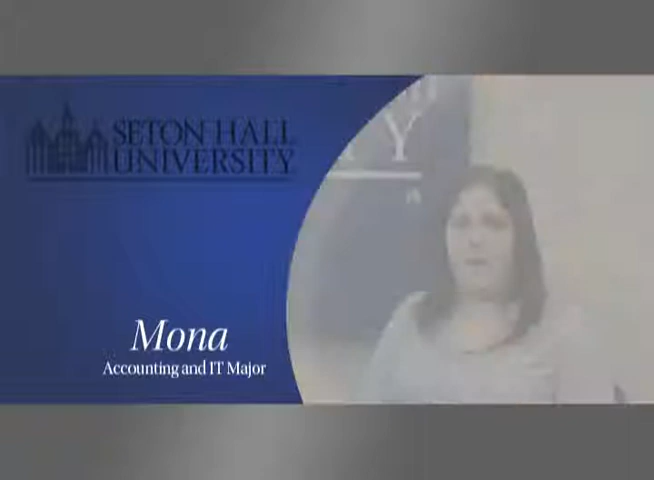 SETON HALL
UNIVERSITY
Y
Mona
Accounting and IT Major